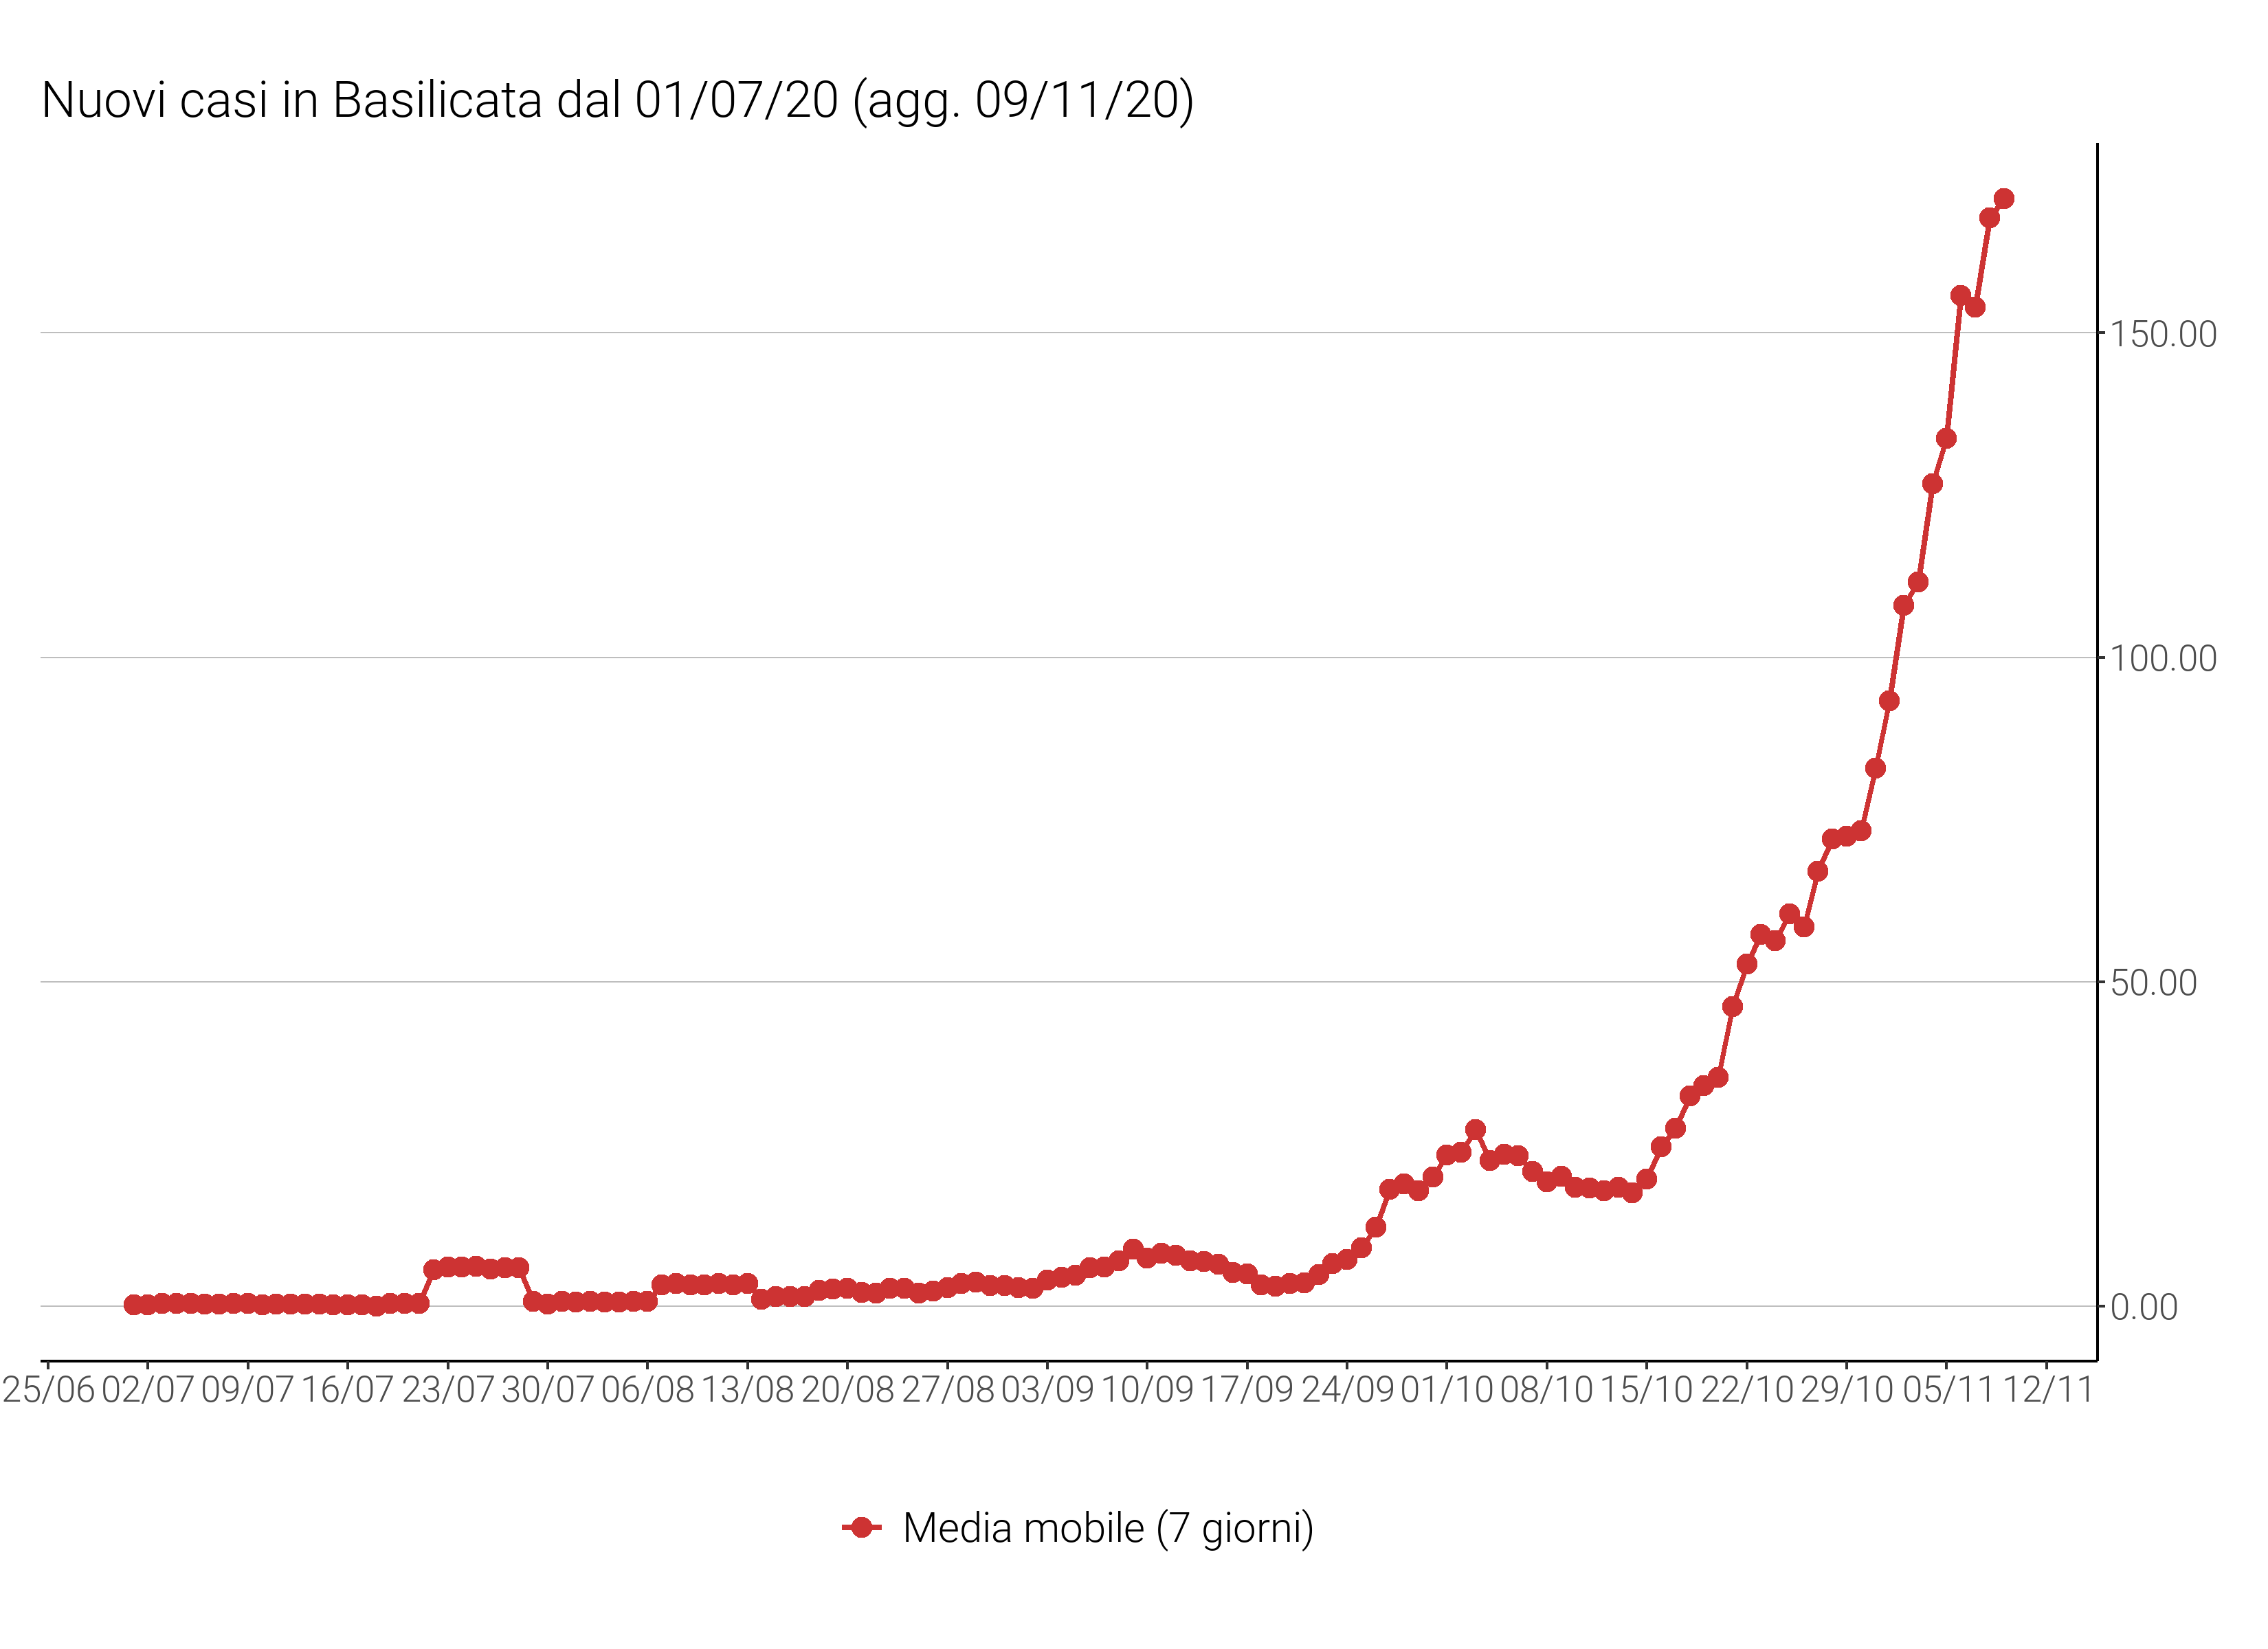 Nuovi casi in Basilicata dal 01/07/20 (agg. 09/11/20)
150.00
100.00
50.00
0.00
25/06 02/07 09/07 16/07 23/07 30/07 06/08 13/08 20/08 27/08 03/09 10/09 17/09 24/09 01/10 08/10 15/10 22/10 29/10 05/11 12/11
Media mobile (7 giorni)